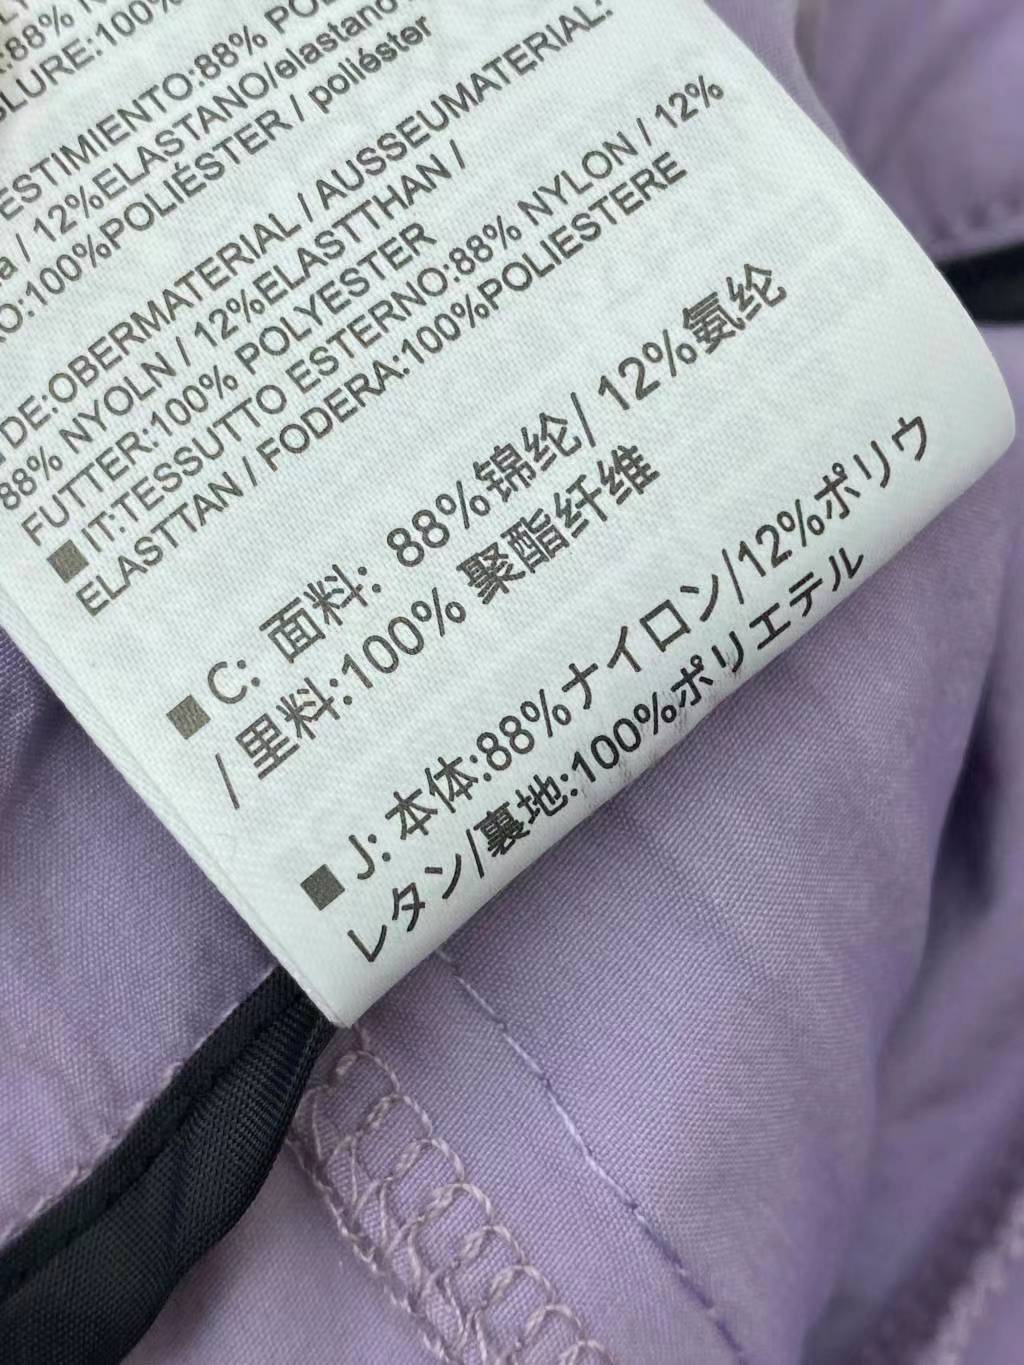 :88%
LURE:100%
ESTIMIENTO:88% POL
/ 12%ELASTANO/elastano
O:100%POLIÉSTER / poliéster
DE:OBERMATERIAL / AUSSEUMATERIAL:
88% NYOLN / 12%ELASTTHAN /
FUTTER:100% POLYESTER
■IT:TESSUTTO ESTERNO:88% NYLON / 12%
ELASTTAN / FODERA:100%POLIESTERE
■C: 面料: 88%锦纶/ 12%氨纶
/ 里料:100% 聚酯纤维
■J: 本体:88%ナイロン/12%ポリウ
レタン/裏地:100%ポリエテル